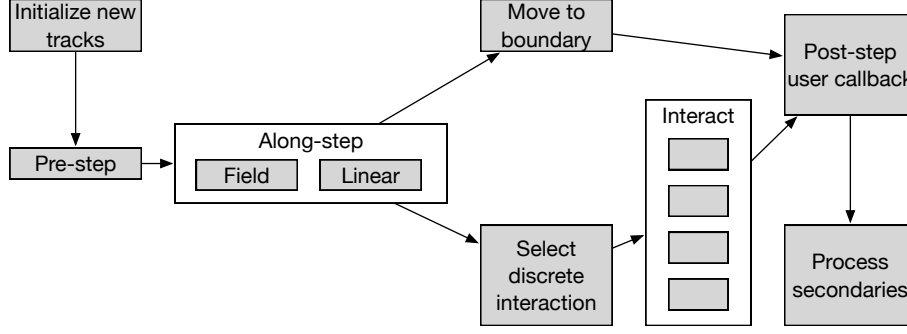 Initialize new
tracks
Pre-step
Along-step
Field
Linear
Move to
boundary
Select
discrete
interaction
Interact
Post-step
user callback
Process
secondaries